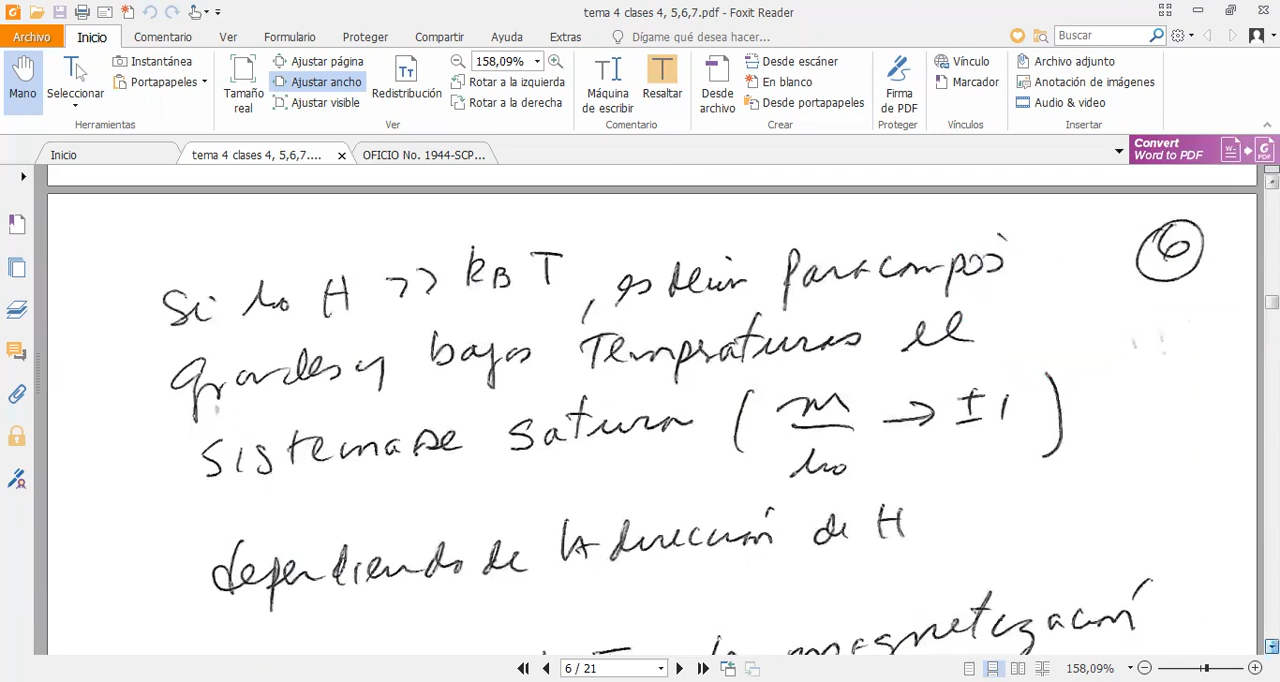 tema 4 clases 4, 5,6,7.pdf - Foxit Reader
Archivo Inicio Comentario Ver Formulario Proteger Compartir Ayuda Extras Dígame qué desea hacer... Buscar
Mano
Seleccionar
Instantánea
Portapapeles
Herramientas
Tamaño real
Ajustar página
Ajustar ancho
Ajustar visible
Redistribución
158,09%
Rotar a la izquierda
Rotar a la derecha
Ver
Máquina de escribir
Resaltar
Comentario
Desde archivo
Desde escáner
En blanco
Desde portapapeles
Crear
Firma de PDF
Proteger
Vínculo
Marcador
Vínculos
Archivo adjunto
Anotación de imágenes
Audio & video
Insertar
Inicio tema 4 clases 4, 5,6,7.... OFICIO No. 1944-SCP...
Convert
Word to PDF
6
Si μ₀ H >> k_B T, es decir para campos
grandes y bajas Temperaturas el
sistema se satura ( m/μ₀ → ±1 )
dependiendo de la dirección de H
la magnetización
6 / 21 158,09%